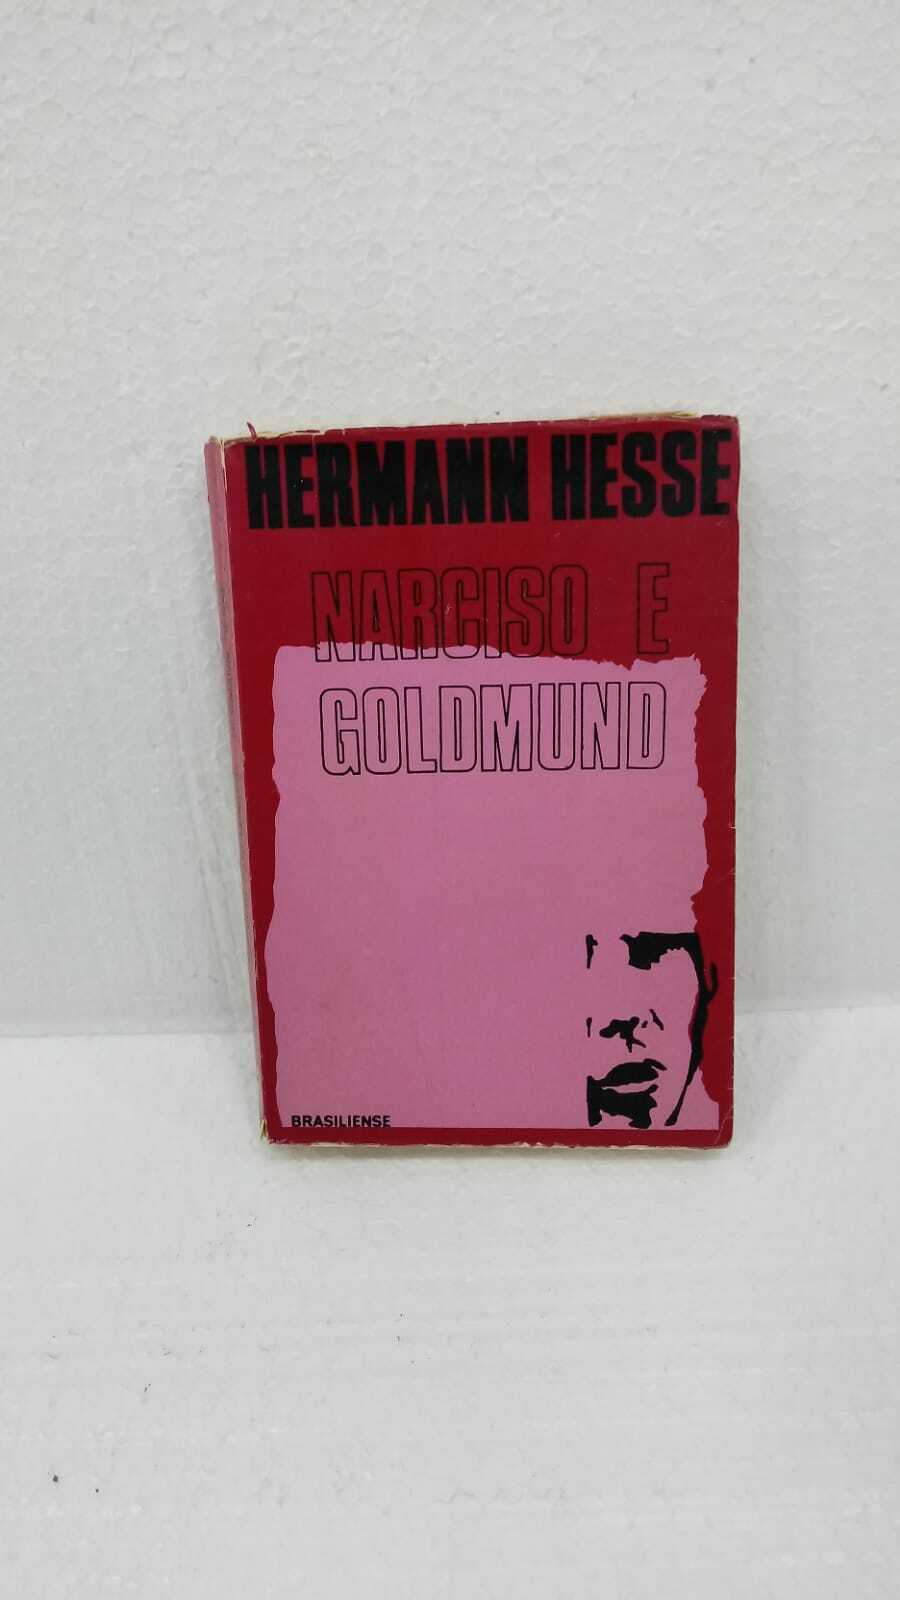 HERMANN HESSE
NARCISO E
GOLDMUND
BRASILIENSE